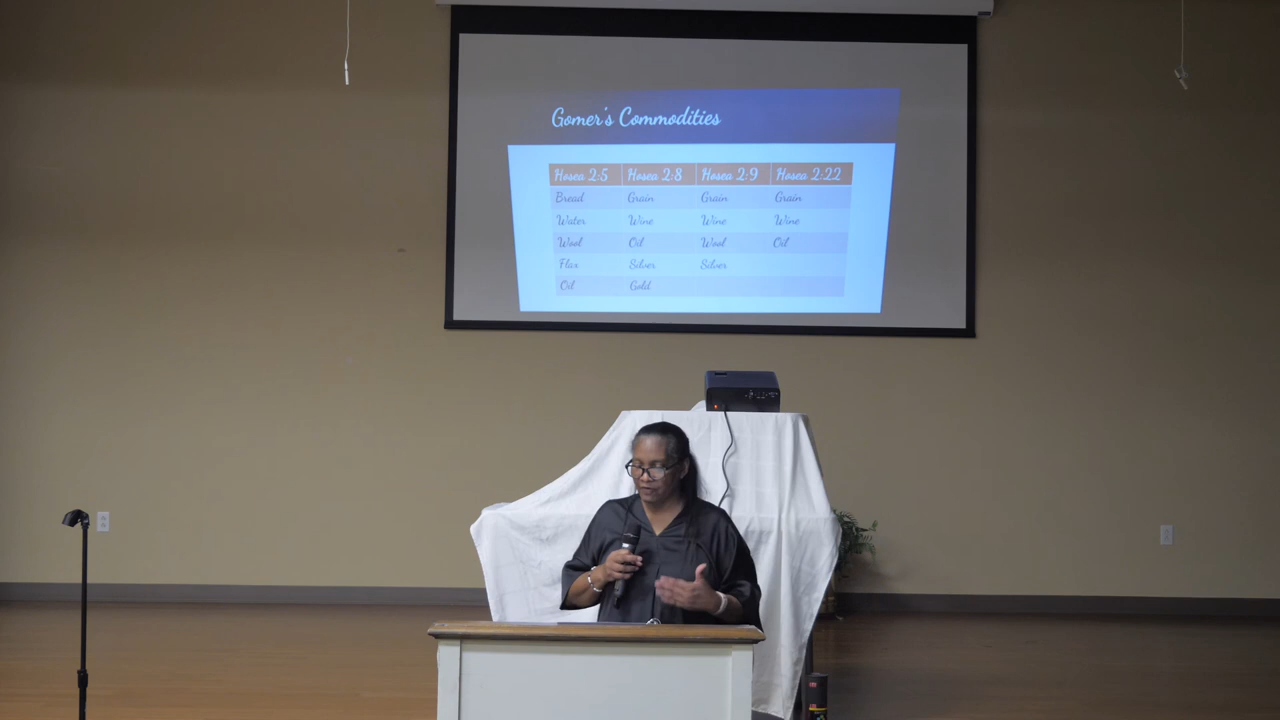 Gomer's Commodities
Hosea 2:5 Hosea 2:8 Hosea 2:9 Hosea 2:22
Bread Grain Grain Grain
Water Wine Wine Wine
Wool Oil Wool Oil
Flax Silver Silver
Oil Gold